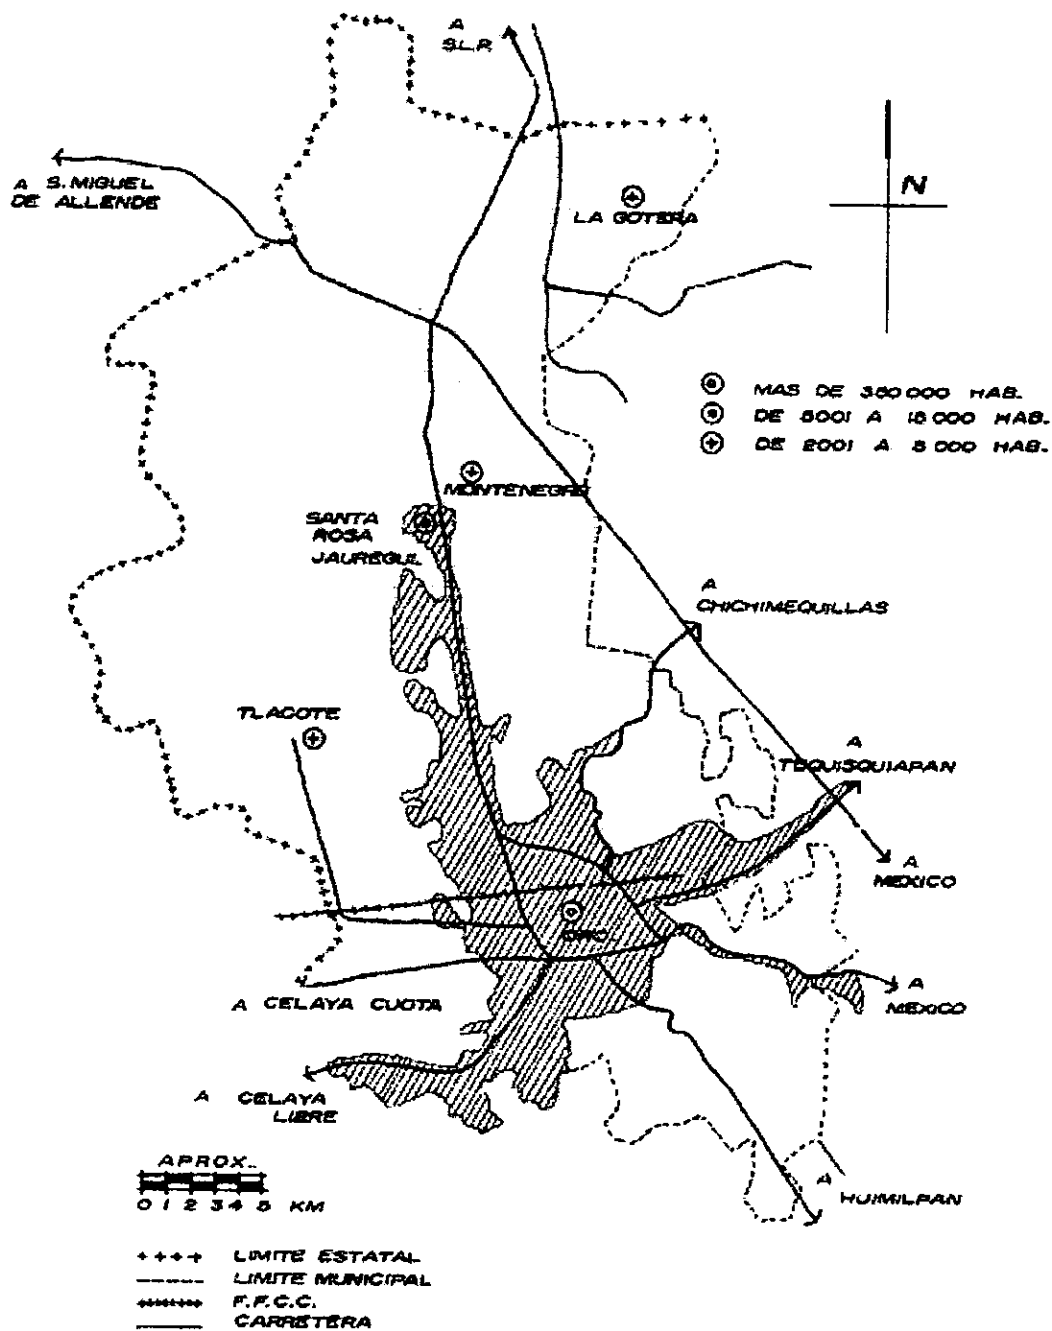 A
S.L.P.
A S. MIGUEL
DE ALLENDE
LA GOTERA
N
MAS DE 350 000 HAB.
DE 5001 A 15 000 HAB.
DE 2001 A 5 000 HAB.
MONTENEGRO
SANTA
ROSA
JAUREGUI
A
CHICHIMEQUILLAS
TLACOTE
A
TEQUISQUIAPAN
A
MEXICO
A CELAYA CUOTA
A
MEXICO
A CELAYA
LIBRE
A
HUIMILPAN
APROX.
0 1 2 3 4 5 KM
LIMITE ESTATAL
LIMITE MUNICIPAL
F.F.C.C.
CARRETERA